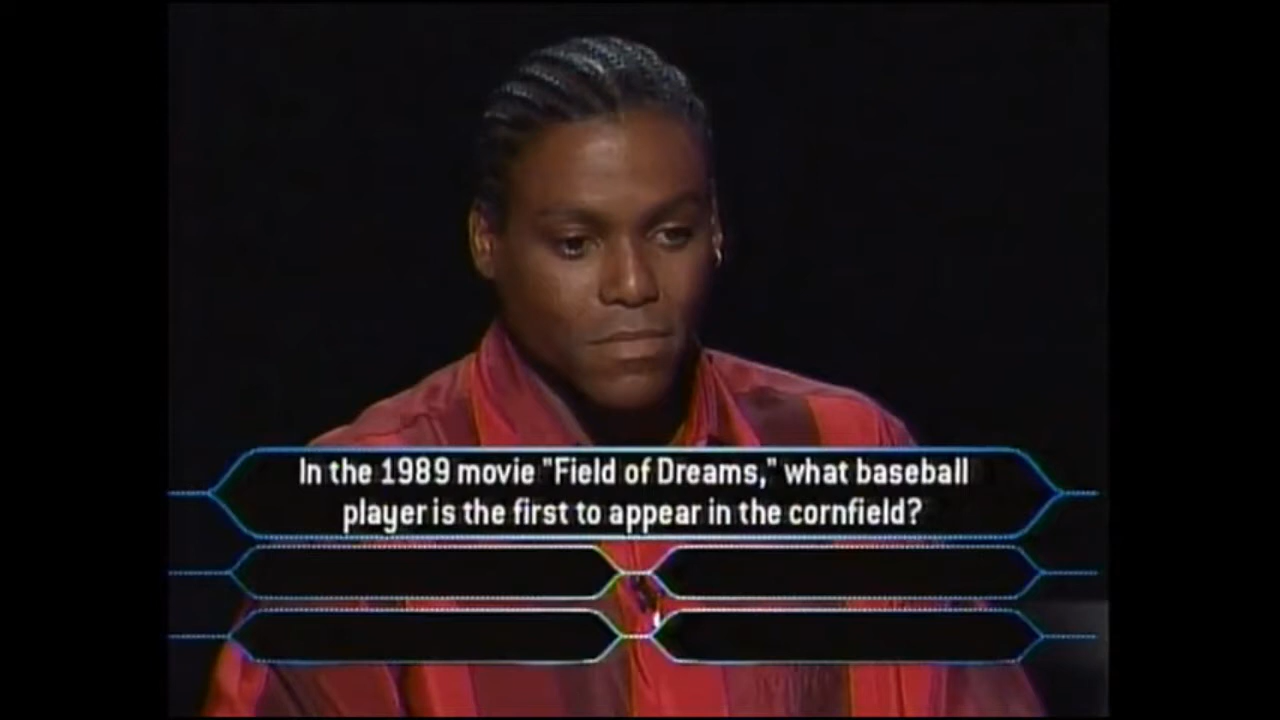 In the 1989 movie "Field of Dreams," what baseball
player is the first to appear in the cornfield?